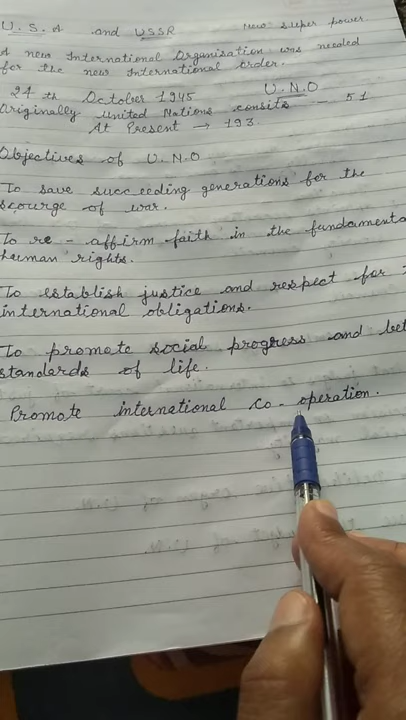 U. S. A and USSR New super power.
A new International Organisation was needed
for the new International order.
24 th October 1945 U.N.O
Originally united Nations consits - 51
At Present → 193.
Objectives of U.N.O
To save succeeding generations for the
scourge of war.
To re-affirm faith in the fundamenta
human rights.
To establish justice and respect for
international obligations.
To promote social progress and bet
standards of life.
Promote international co-operation.